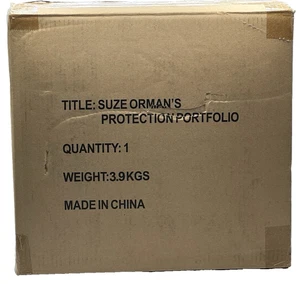 TITLE: SUZE ORMAN'S
PROTECTION PORTFOLIO
QUANTITY: 1
WEIGHT:3.9KGS
MADE IN CHINA